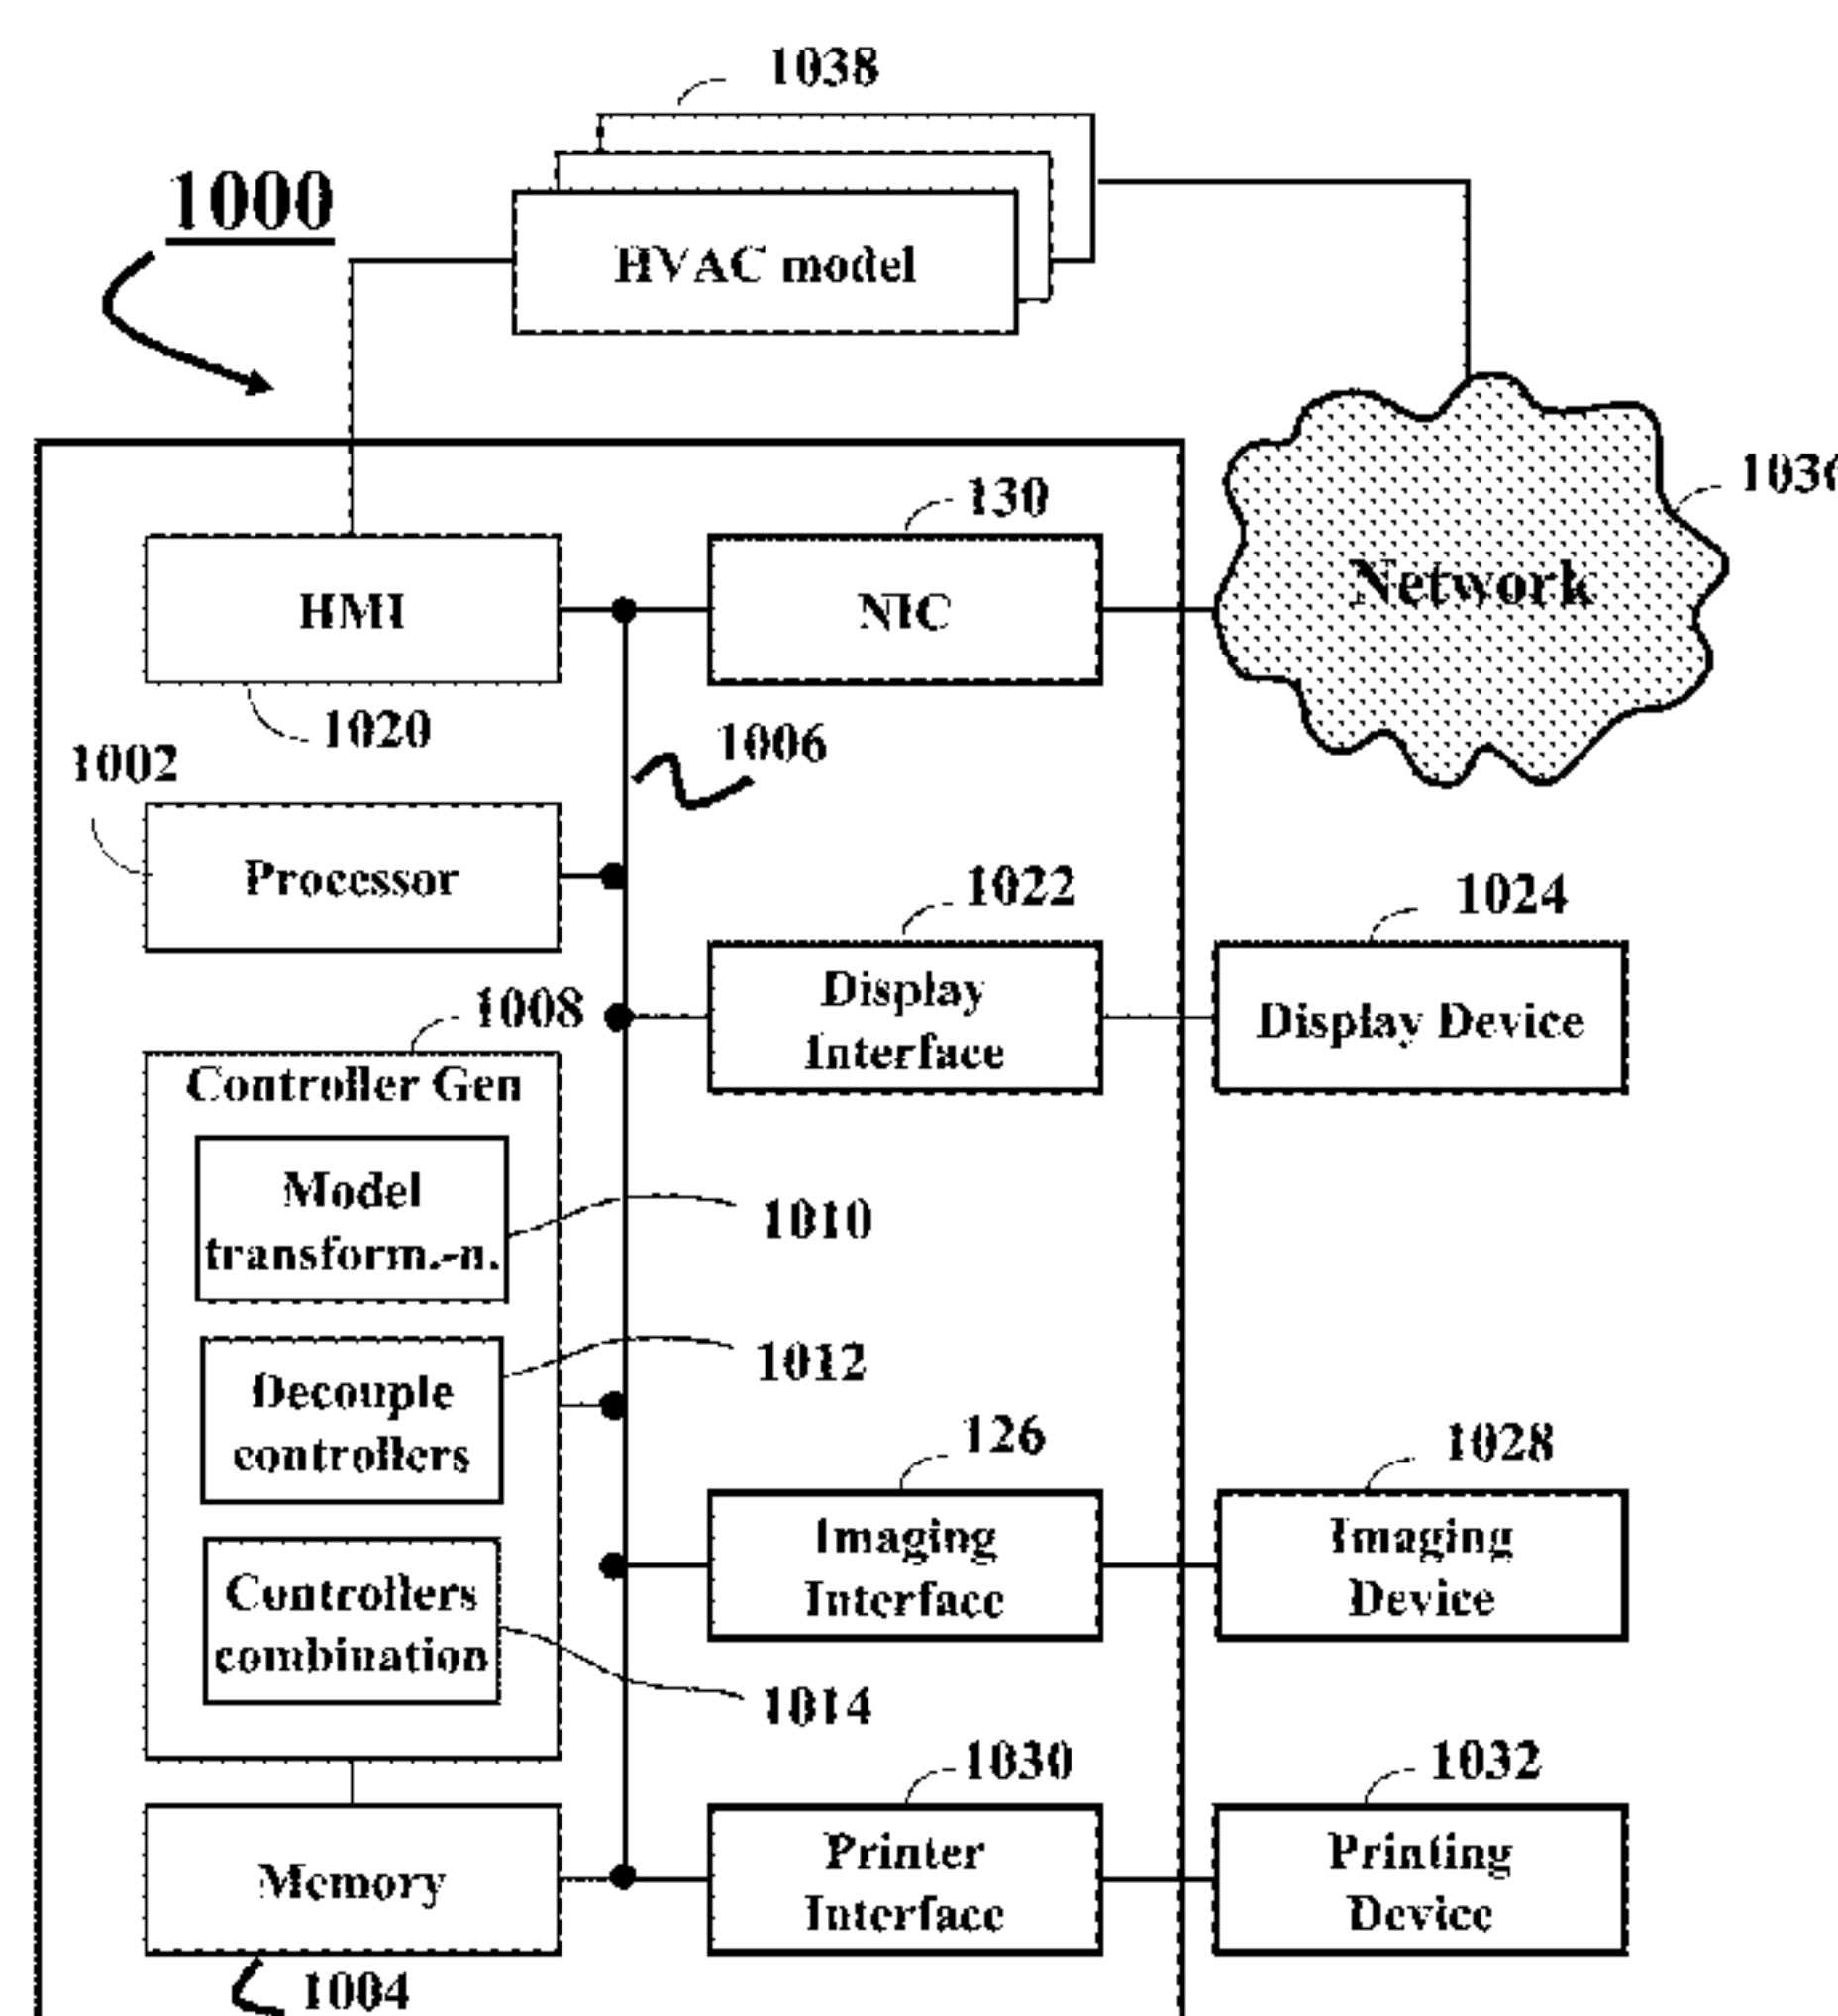 1038
1000
HVAC model
130
Network
HMI
NIC
1020
1006
1002
Processor
1022
1024
Display
Interface
Display Device
1008
Controller Gen
Model
transform.-n.
1010
Decouple
controllers
1012
126
1028
Imaging
Interface
Imaging
Device
Controllers
combination
1014
1030
1032
Memory
Printer
Interface
Printing
Device
1004